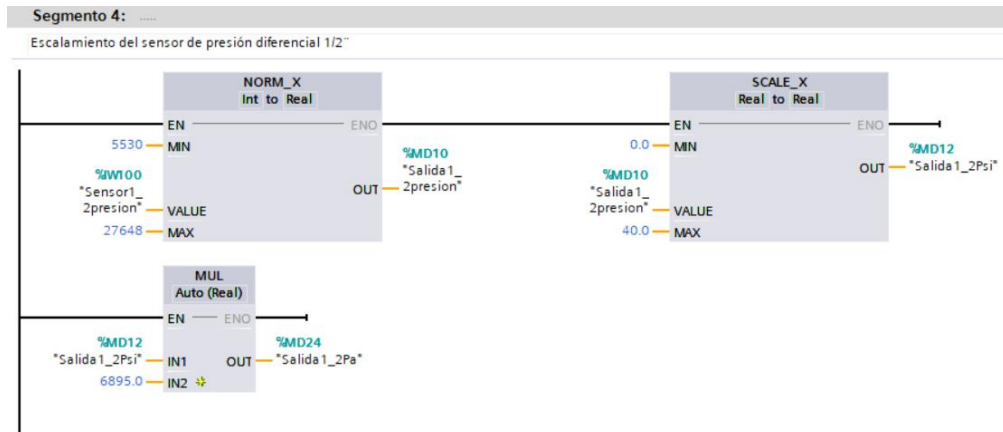 Segmento 4: .....
Escalamiento del sensor de presión diferencial 1/2¨
NORM_X
Int to Real
EN
ENO
5530
MIN
%IW100
"Sensor1_
2presion"
VALUE
27648
MAX
%MD10
"Salida1_
2presion"
OUT
SCALE_X
Real to Real
EN
ENO
0.0
MIN
%MD10
"Salida1_
2presion"
VALUE
40.0
MAX
%MD12
OUT
"Salida1_2Psi"
MUL
Auto (Real)
EN
ENO
%MD12
"Salida1_2Psi"
IN1
6895.0
IN2
%MD24
OUT
"Salida1_2Pa"